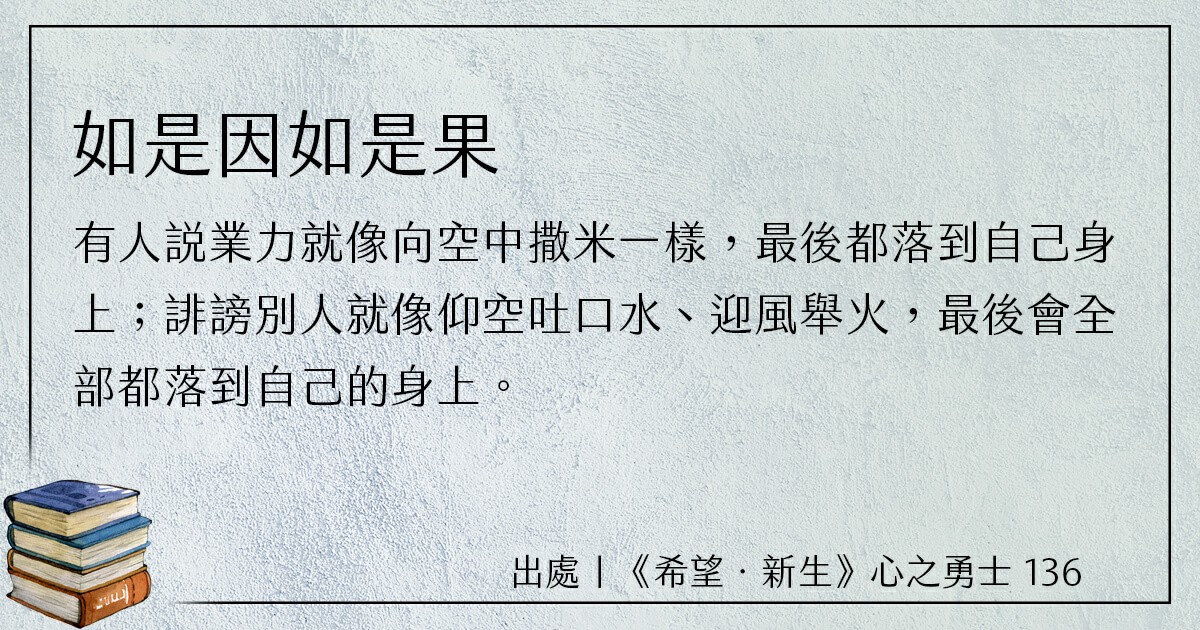 如是因如是果
有人説業力就像向空中撒米一樣，最後都落到自己身
上；誹謗別人就像仰空吐口水、迎風舉火，最後會全
部都落到自己的身上。
出處丨《希望．新生》心之勇士 136